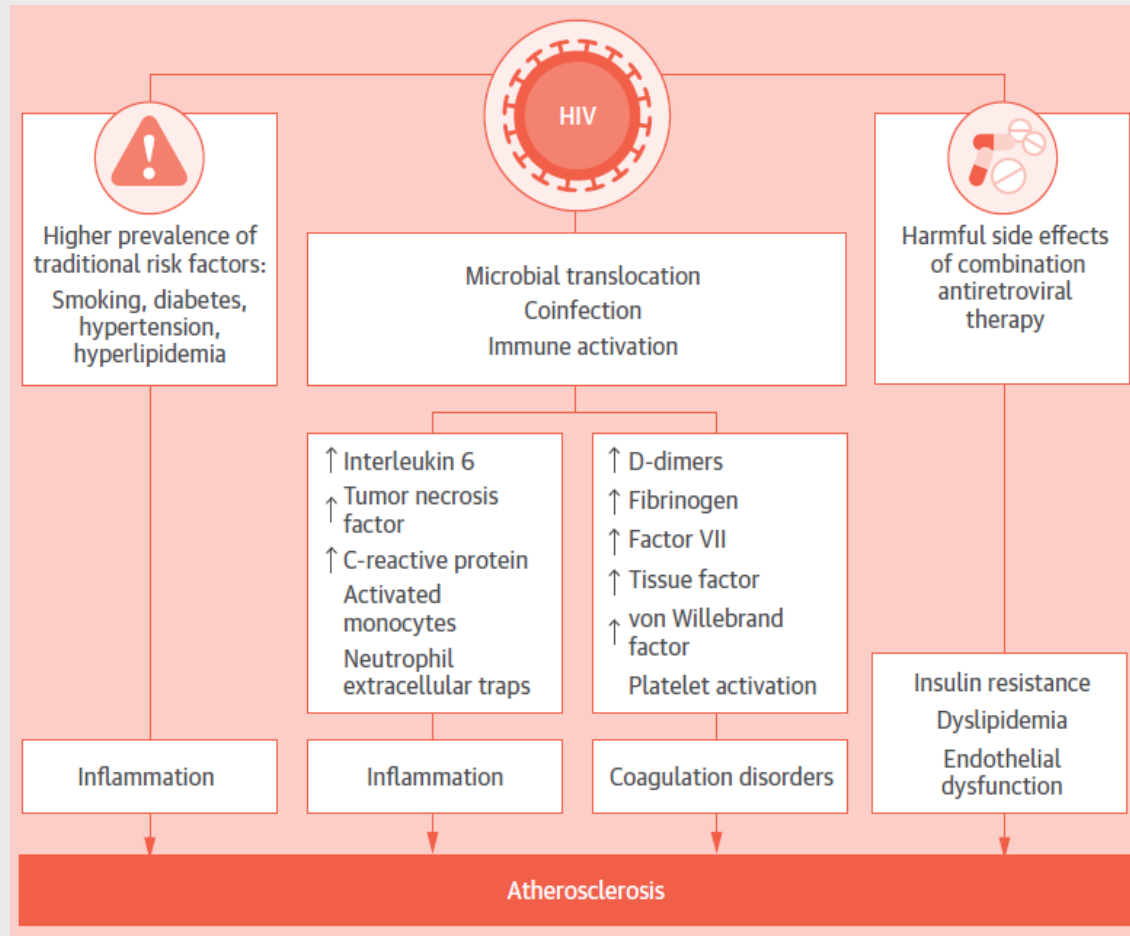 HIV
Higher prevalence of
traditional risk factors:
Smoking, diabetes,
hypertension,
hyperlipidemia
Microbial translocation
Coinfection
Immune activation
Harmful side effects
of combination
antiretroviral
therapy
↑ Interleukin 6
↑ Tumor necrosis
factor
↑ C-reactive protein
Activated
monocytes
Neutrophil
extracellular traps
↑ D-dimers
↑ Fibrinogen
↑ Factor VII
↑ Tissue factor
↑ von Willebrand
factor
Platelet activation
Insulin resistance
Dyslipidemia
Endothelial
dysfunction
Inflammation
Inflammation
Coagulation disorders
Atherosclerosis